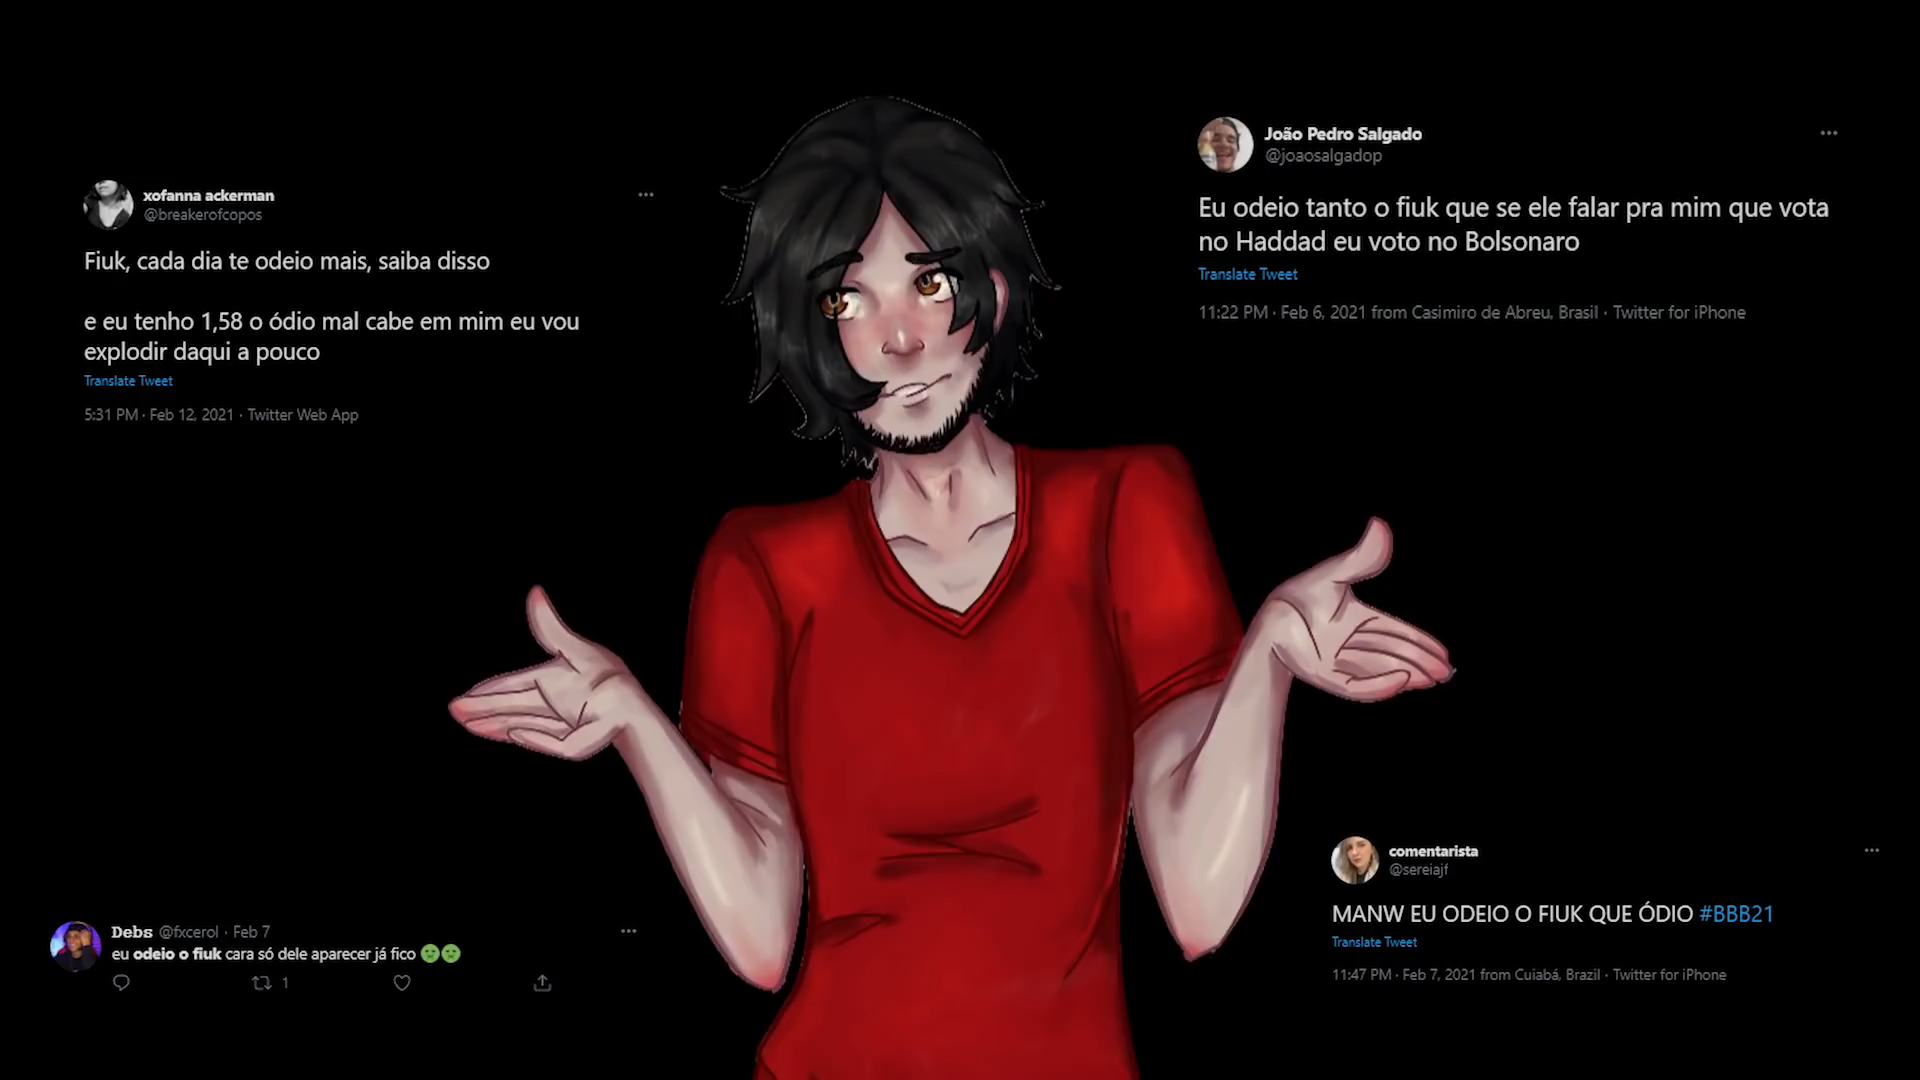 xofanna ackerman
@breakerofcopos
Fiuk, cada dia te odeio mais, saiba disso
e eu tenho 1,58 o ódio mal cabe em mim eu vou
explodir daqui a pouco
Translate Tweet
5:31 PM · Feb 12, 2021 · Twitter Web App
João Pedro Salgado
@joaosalgadop
Eu odeio tanto o fiuk que se ele falar pra mim que vota
no Haddad eu voto no Bolsonaro
Translate Tweet
11:22 PM · Feb 6, 2021 from Casimiro de Abreu, Brasil · Twitter for iPhone
Debs @fxcerol · Feb 7
eu odeio o fiuk cara só dele aparecer já fico 🤢🤢
1
comentarista
@sereiajf
MANW EU ODEIO O FIUK QUE ÓDIO #BBB21
Translate Tweet
11:47 PM · Feb 7, 2021 from Cuiabá, Brazil · Twitter for iPhone